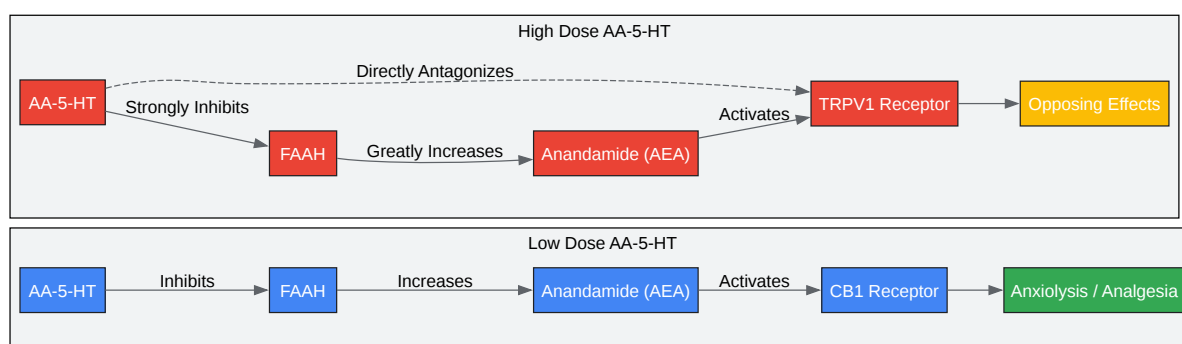 High Dose AA-5-HT
Directly Antagonizes
AA-5-HT
Strongly Inhibits
TRPV1 Receptor
Opposing Effects
Activates
FAAH
Greatly Increases
Anandamide (AEA)
Low Dose AA-5-HT
AA-5-HT
Inhibits
FAAH
Increases
Anandamide (AEA)
Activates
CB1 Receptor
Anxiolysis / Analgesia